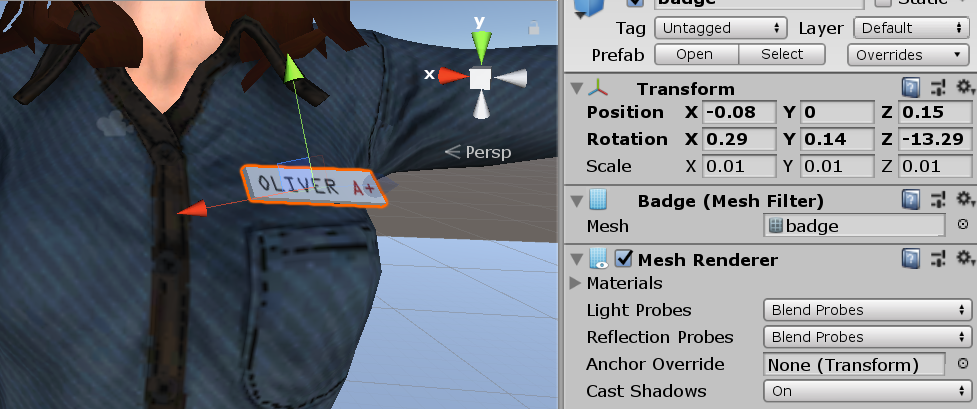 badge
Static
Tag Untagged Layer Default
Prefab Open Select Overrides
Transform
Position X -0.08 Y 0 Z 0.15
Rotation X 0.29 Y 0.14 Z -13.29
Scale X 0.01 Y 0.01 Z 0.01
Badge (Mesh Filter)
Mesh badge
Mesh Renderer
Materials
Light Probes Blend Probes
Reflection Probes Blend Probes
Anchor Override None (Transform)
Cast Shadows On
y
x
Persp
OLIVER A+